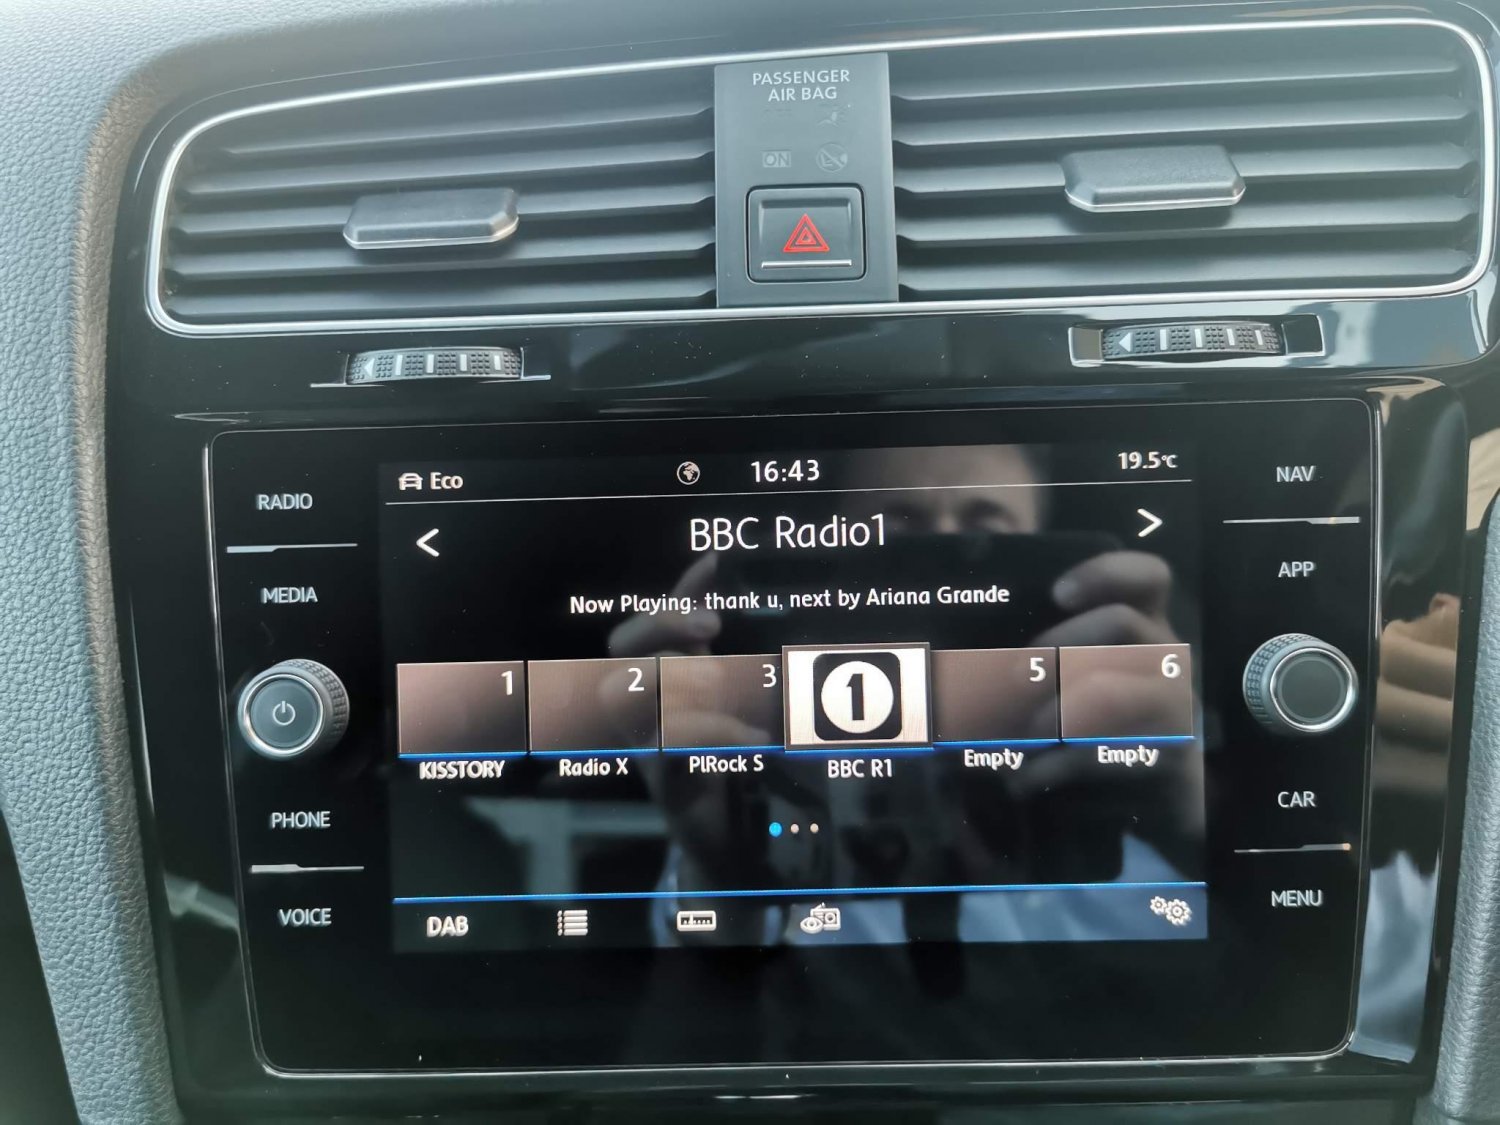 PASSENGER
AIR BAG
ON
Eco
16:43
19.5°C
RADIO
NAV
BBC Radio1
MEDIA
APP
Now Playing: thank u, next by Ariana Grande
1
2
3
1
5
6
KISSTORY
Radio X
PlRock S
BBC R1
Empty
Empty
PHONE
CAR
VOICE
MENU
DAB